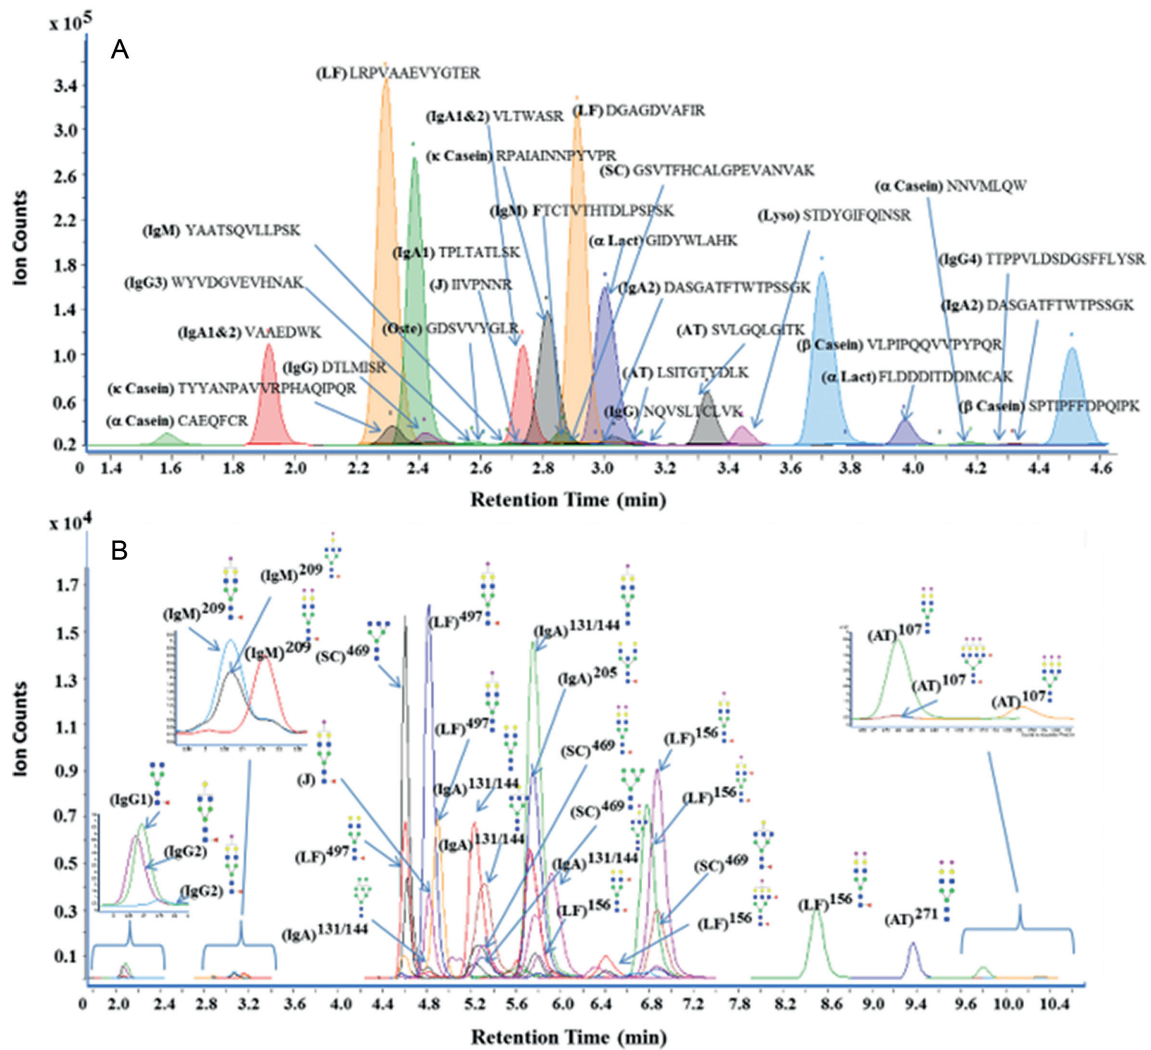 x 10⁵
A
(LF) LRPVAAEVYGTER
(IgA1&2) VLTWASR
(LF) DGAGDVAFIR
(κ Casein) RPAIAINNPYVPR
(SC) GSVTFHCALGPEVANVAK
(α Casein) NNVMLQW
(IgM) YAATSQVLLPSK
(IgM) FTCTVTHTDLPSPSK
(Lyso) STDYGIFQINSR
(IgA1) TPLTATLSK
(α Lact) GIDYWLAHK
(IgG4) TTPPVLDSDGSFFLYSR
(IgG3) WYVDGVEVHNAK
(J) IIVPNNR
(IgA2) DASGATFTWTPSSGK
(IgA2) DASGATFTWTPSSGK
(IgA1&2) VAAEDWK
(Oste) GDSVVYGLR
(AT) SVLGQLGITK
(β Casein) VLPIPQQVVPYPQR
(IgG) DTLMISR
(AT) LSITGTYDLK
(α Lact) FLDDDITDDIMCAK
(κ Casein) TYYANPAVVRPHAQIPQR
(IgG) NQVSLTCLVK
(β Casein) SPTIPFFDPQIPK
(α Casein) CAEQFCR
Ion Counts
3.4
3.0
2.6
2.2
1.8
1.4
1.0
0.6
0.2
0 1.4 1.6 1.8 2.0 2.2 2.4 2.6 2.8 3.0 3.2 3.4 3.6 3.8 4.0 4.2 4.4 4.6
Retention Time (min)
x 10⁴
B
(IgM)²⁰⁹
(IgM)²⁰⁹
(IgM)²⁰⁹
(SC)⁴⁶⁹
(LF)⁴⁹⁷
(IgA)¹³¹/¹⁴⁴
(AT)¹⁰⁷
(IgA)²⁰⁵
(AT)¹⁰⁷
(AT)¹⁰⁷
(LF)⁴⁹⁷
(SC)⁴⁶⁹
(LF)¹⁵⁶
(J)
(IgA)¹³¹/¹⁴⁴
(LF)¹⁵⁶
(IgG1)
(SC)⁴⁶⁹
(IgG2)
(LF)⁴⁹⁷
(IgA)¹³¹/¹⁴⁴
(IgA)¹³¹/¹⁴⁴
(SC)⁴⁶⁹
(IgG2)
(LF)¹⁵⁶
(LF)¹⁵⁶
(LF)¹⁵⁶
(AT)²⁷¹
(IgA)¹³¹/¹⁴⁴
Ion Counts
1.7
1.5
1.3
1.1
0.9
0.7
0.5
0.3
0.1
0 2.0 2.4 2.8 3.2 3.6 4.0 4.4 4.8 5.2 5.6 6.0 6.4 6.8 7.2 7.8 8.2 8.6 9.0 9.4 9.6 10.0 10.4
Retention Time (min)